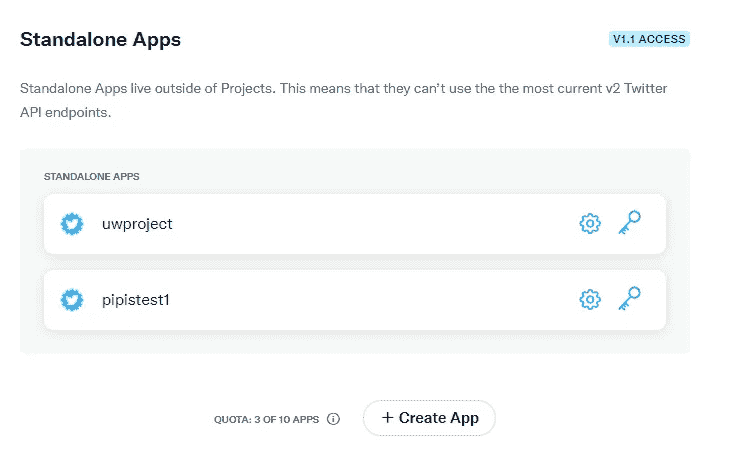 Standalone Apps
V1.1 ACCESS
Standalone Apps live outside of Projects. This means that they can't use the the most current v2 Twitter
API endpoints.
STANDALONE APPS
uwproject
pipistest1
QUOTA: 3 OF 10 APPS
+ Create App